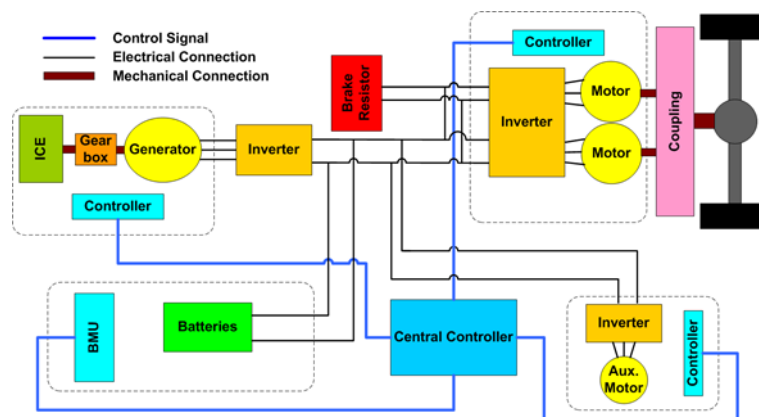 Control Signal
Electrical Connection
Mechanical Connection
Brake
Resistor
Controller
Inverter
Motor
Motor
Coupling
ICE
Gear
box
Generator
Inverter
Controller
BMU
Batteries
Central Controller
Inverter
Aux.
Motor
Controller